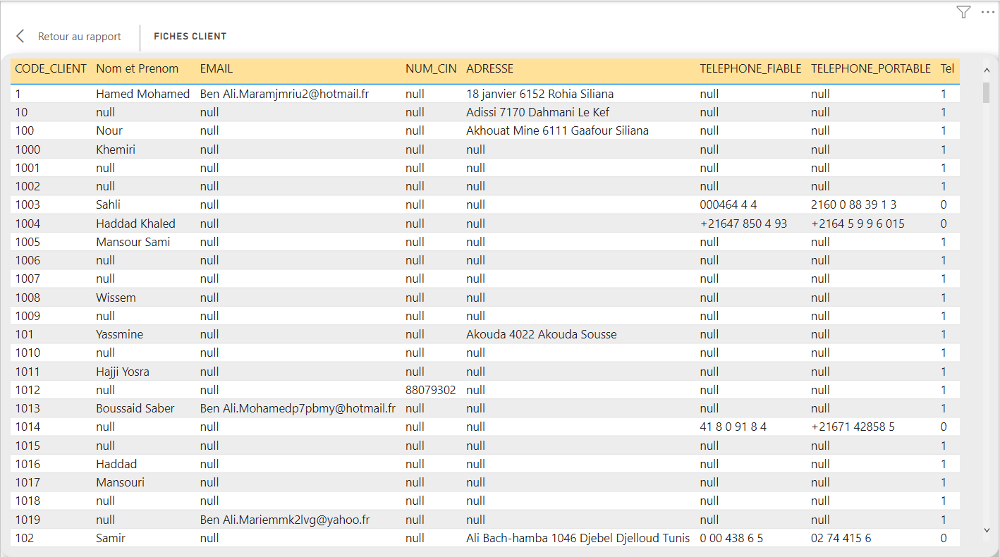 Retour au rapport FICHES CLIENT
CODE_CLIENT Nom et Prenom EMAIL NUM_CIN ADRESSE TELEPHONE_FIABLE TELEPHONE_PORTABLE Tel
1 Hamed Mohamed Ben Ali.Maramjmriu2@hotmail.fr null 18 janvier 6152 Rohia Siliana null null 1
10 null null null Adissi 7170 Dahmani Le Kef null null 1
100 Nour null null Akhouat Mine 6111 Gaafour Siliana null null 1
1000 Khemiri null null null null null 1
1001 null null null null null null 1
1002 null null null null null null 1
1003 Sahli null null null 000464 4 4 2160 0 88 39 1 3 0
1004 Haddad Khaled null null null +21647 850 4 93 +2164 5 9 9 6 015 0
1005 Mansour Sami null null null null null 1
1006 null null null null null null 1
1007 null null null null null null 1
1008 Wissem null null null null null 1
1009 null null null null null null 1
101 Yassmine null null Akouda 4022 Akouda Sousse null null 1
1010 null null null null null null 1
1011 Hajji Yosra null null null null null 1
1012 null null 88079302 null null null 1
1013 Boussaid Saber Ben Ali.Mohamedp7pbmy@hotmail.fr null null null null 1
1014 null null null null 41 8 0 91 8 4 +21671 42858 5 0
1015 null null null null null null 1
1016 Haddad null null null null null 1
1017 Mansouri null null null null null 1
1018 null null null null null null 1
1019 null Ben Ali.Mariemmk2lvg@yahoo.fr null null null null 1
102 Samir null null Ali Bach-hamba 1046 Djebel Djelloud Tunis 0 00 438 6 5 02 74 415 6 0